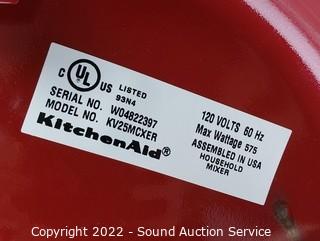 C UL US LISTED
93N4
SERIAL NO. W04822397
MODEL NO. KV25MCXER
KitchenAid®
120 VOLTS 60 Hz
Max Wattage 575
ASSEMBLED IN USA
HOUSEHOLD
MIXER
Copyright 2022 - Sound Auction Service